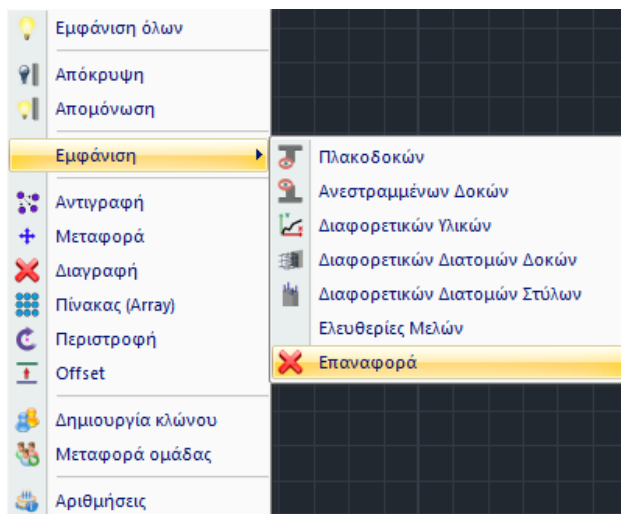 Εμφάνιση όλων
Απόκρυψη
Απομόνωση
Εμφάνιση
Αντιγραφή
Μεταφορά
Διαγραφή
Πίνακας (Array)
Περιστροφή
Offset
Δημιουργία κλώνου
Μεταφορά ομάδας
Αριθμήσεις
Πλακοδοκών
Ανεστραμμένων Δοκών
Διαφορετικών Υλικών
Διαφορετικών Διατομών Δοκών
Διαφορετικών Διατομών Στύλων
Ελευθερίες Μελών
Επαναφορά